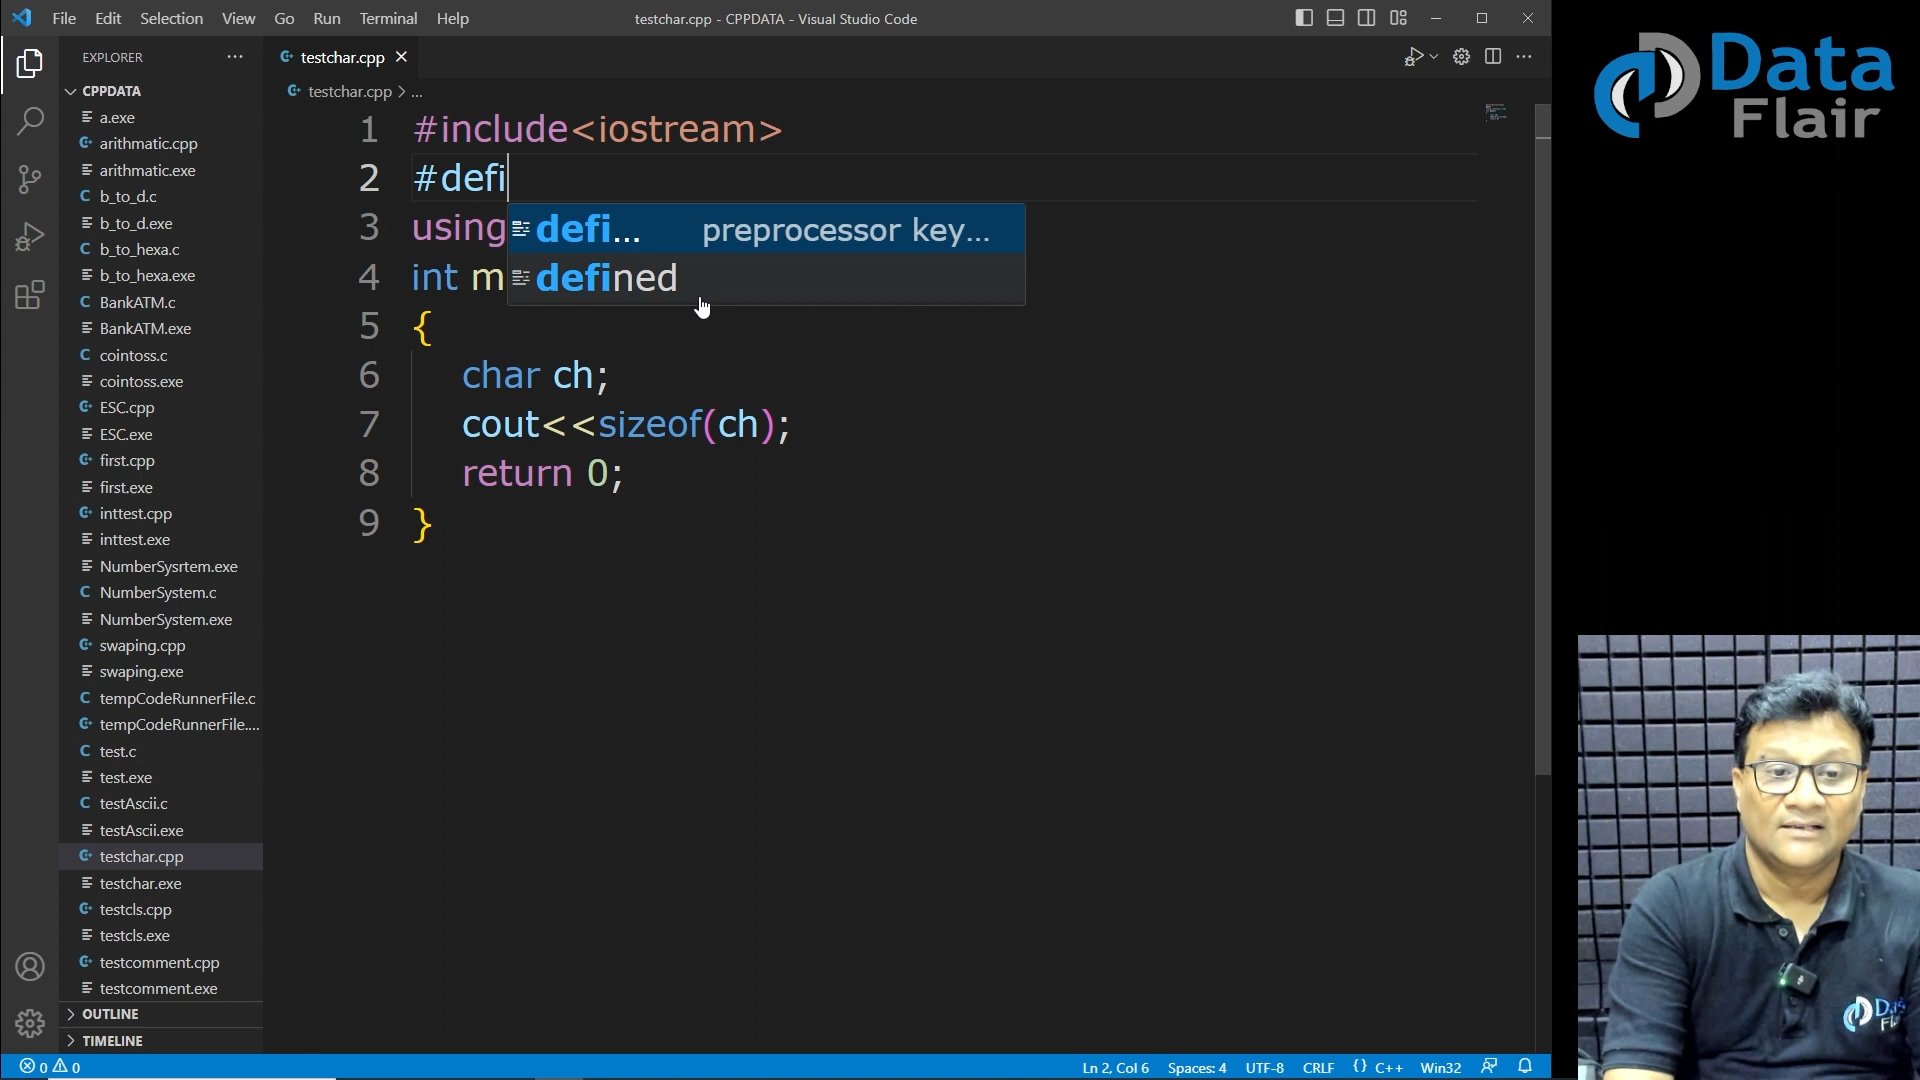 File Edit Selection View Go Run Terminal Help
testchar.cpp - CPPDATA - Visual Studio Code
EXPLORER
CPPDATA
a.exe
arithmatic.cpp
arithmatic.exe
b_to_d.c
b_to_d.exe
b_to_hexa.c
b_to_hexa.exe
BankATM.c
BankATM.exe
cointoss.c
cointoss.exe
ESC.cpp
ESC.exe
first.cpp
first.exe
inttest.cpp
inttest.exe
NumberSysrtem.exe
NumberSystem.c
NumberSystem.exe
swaping.cpp
swaping.exe
tempCodeRunnerFile.c
tempCodeRunnerFile....
test.c
test.exe
testAscii.c
testAscii.exe
testchar.cpp
testchar.exe
testcls.cpp
testcls.exe
testcomment.cpp
testcomment.exe
OUTLINE
TIMELINE
testchar.cpp
testchar.cpp > ...
1 #include<iostream>
2 #defi
defi... preprocessor key...
defined
3 using
4 int m
5 {
6 char ch;
7 cout<<sizeof(ch);
8 return 0;
9 }
0 0
Ln 2, Col 6 Spaces: 4 UTF-8 CRLF {} C++ Win32
Data
Flair